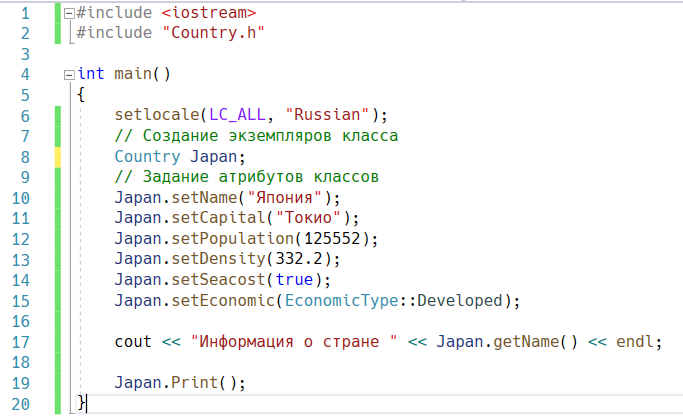 1 #include <iostream>
2 #include "Country.h"
3
4 int main()
5 {
6 setlocale(LC_ALL, "Russian");
7 // Создание экземпляров класса
8 Country Japan;
9 // Задание атрибутов классов
10 Japan.setName("Япония");
11 Japan.setCapital("Токио");
12 Japan.setPopulation(125552);
13 Japan.setDensity(332.2);
14 Japan.setSeacost(true);
15 Japan.setEconomic(EconomicType::Developed);
16
17 cout << "Информация о стране " << Japan.getName() << endl;
18
19 Japan.Print();
20 }